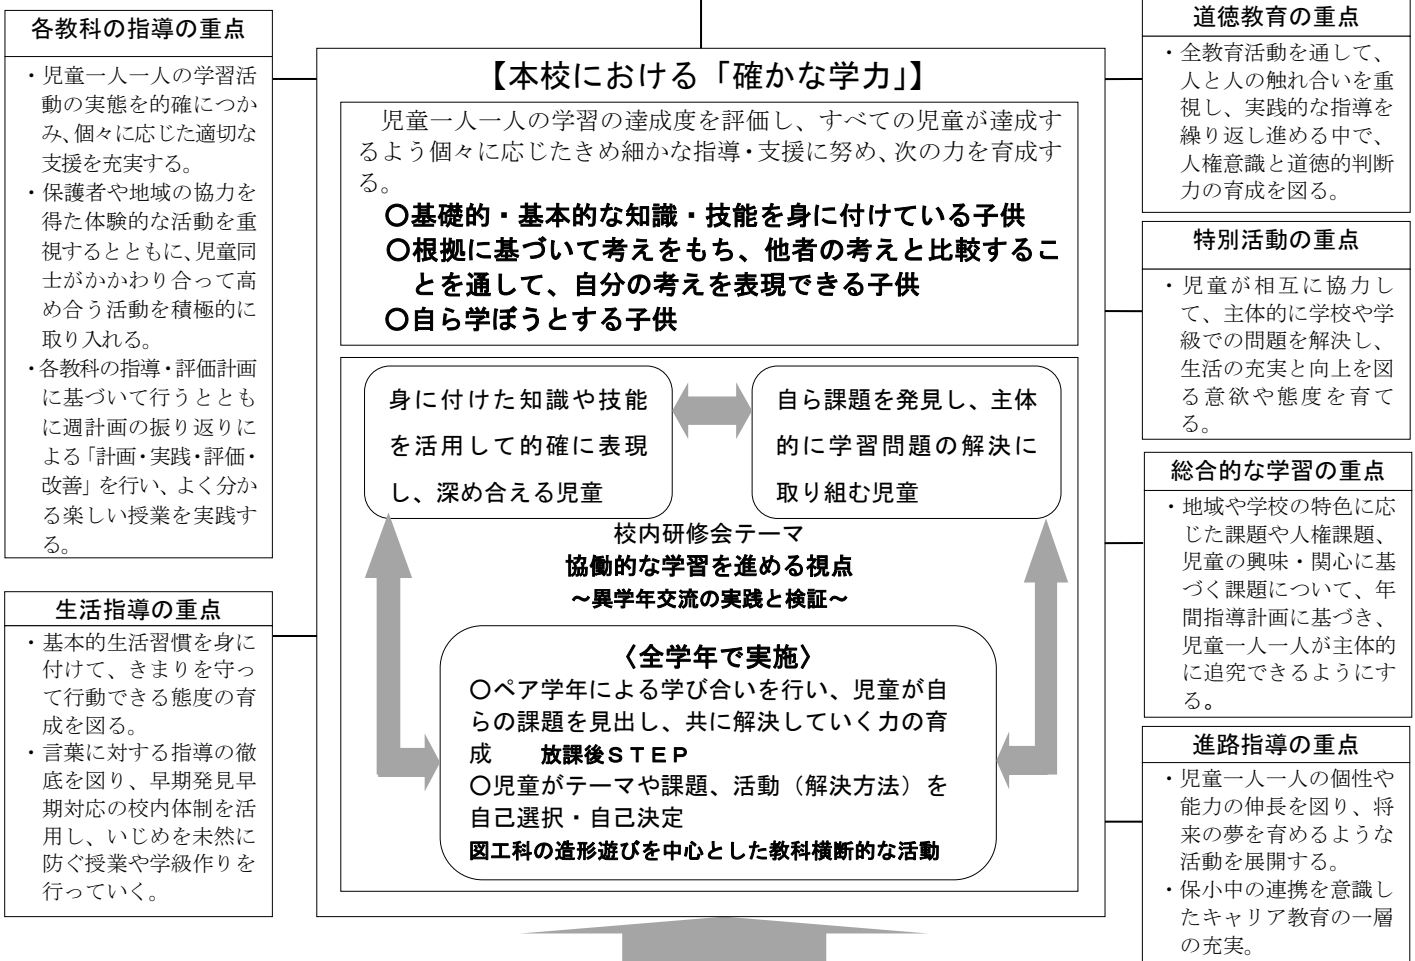 各教科の指導の重点
・児童一人一人の学習活
動の実態を的確につか
み、個々に応じた適切な
支援を充実する。
・保護者や地域の協力を
得た体験的な活動を重
視するとともに、児童同
士がかかわり合って高
め合う活動を積極的に
取り入れる。
・各教科の指導・評価計画
に基づいて行うととも
に週計画の振り返りに
よる「計画・実践・評価・
改善」を行い、よく分か
る楽しい授業を実践す
る。
生活指導の重点
・基本的生活習慣を身に
付けて、きまりを守っ
て行動できる態度の育
成を図る。
・言葉に対する指導の徹
底を図り、早期発見早
期対応の校内体制を活
用し、いじめを未然に
防ぐ授業や学級作りを
行っていく。
【本校における「確かな学力」】
児童一人一人の学習の達成度を評価し、すべての児童が達成す
るよう個々に応じたきめ細かな指導・支援に努め、次の力を育成す
る。
〇基礎的・基本的な知識・技能を身に付けている子供
〇根拠に基づいて考えをもち、他者の考えと比較するこ
とを通して、自分の考えを表現できる子供
〇自ら学ぼうとする子供
身に付けた知識や技能
を活用して的確に表現
し、深め合える児童
自ら課題を発見し、主体
的に学習問題の解決に
取り組む児童
校内研修会テーマ
協働的な学習を進める視点
～異学年交流の実践と検証～
〈全学年で実施〉
〇ペア学年による学び合いを行い、児童が自
らの課題を見出し、共に解決していく力の育
成　放課後ＳＴＥＰ
〇児童がテーマや課題、活動（解決方法）を
自己選択・自己決定
図工科の造形遊びを中心とした教科横断的な活動
道徳教育の重点
・全教育活動を通して、
人と人の触れ合いを重
視し、実践的な指導を
繰り返し進める中で、
人権意識と道徳的判断
力の育成を図る。
特別活動の重点
・児童が相互に協力し
て、主体的に学校や学
級での問題を解決し、
生活の充実と向上を図
る意欲や態度を育て
る。
総合的な学習の重点
・地域や学校の特色に応
じた課題や人権課題、
児童の興味・関心に基
づく課題について、年
間指導計画に基づき、
児童一人一人が主体的
に追究できるようにす
る。
進路指導の重点
・児童一人一人の個性や
能力の伸長を図り、将
来の夢を育めるような
活動を展開する。
・保小中の連携を意識し
たキャリア教育の一層
の充実。